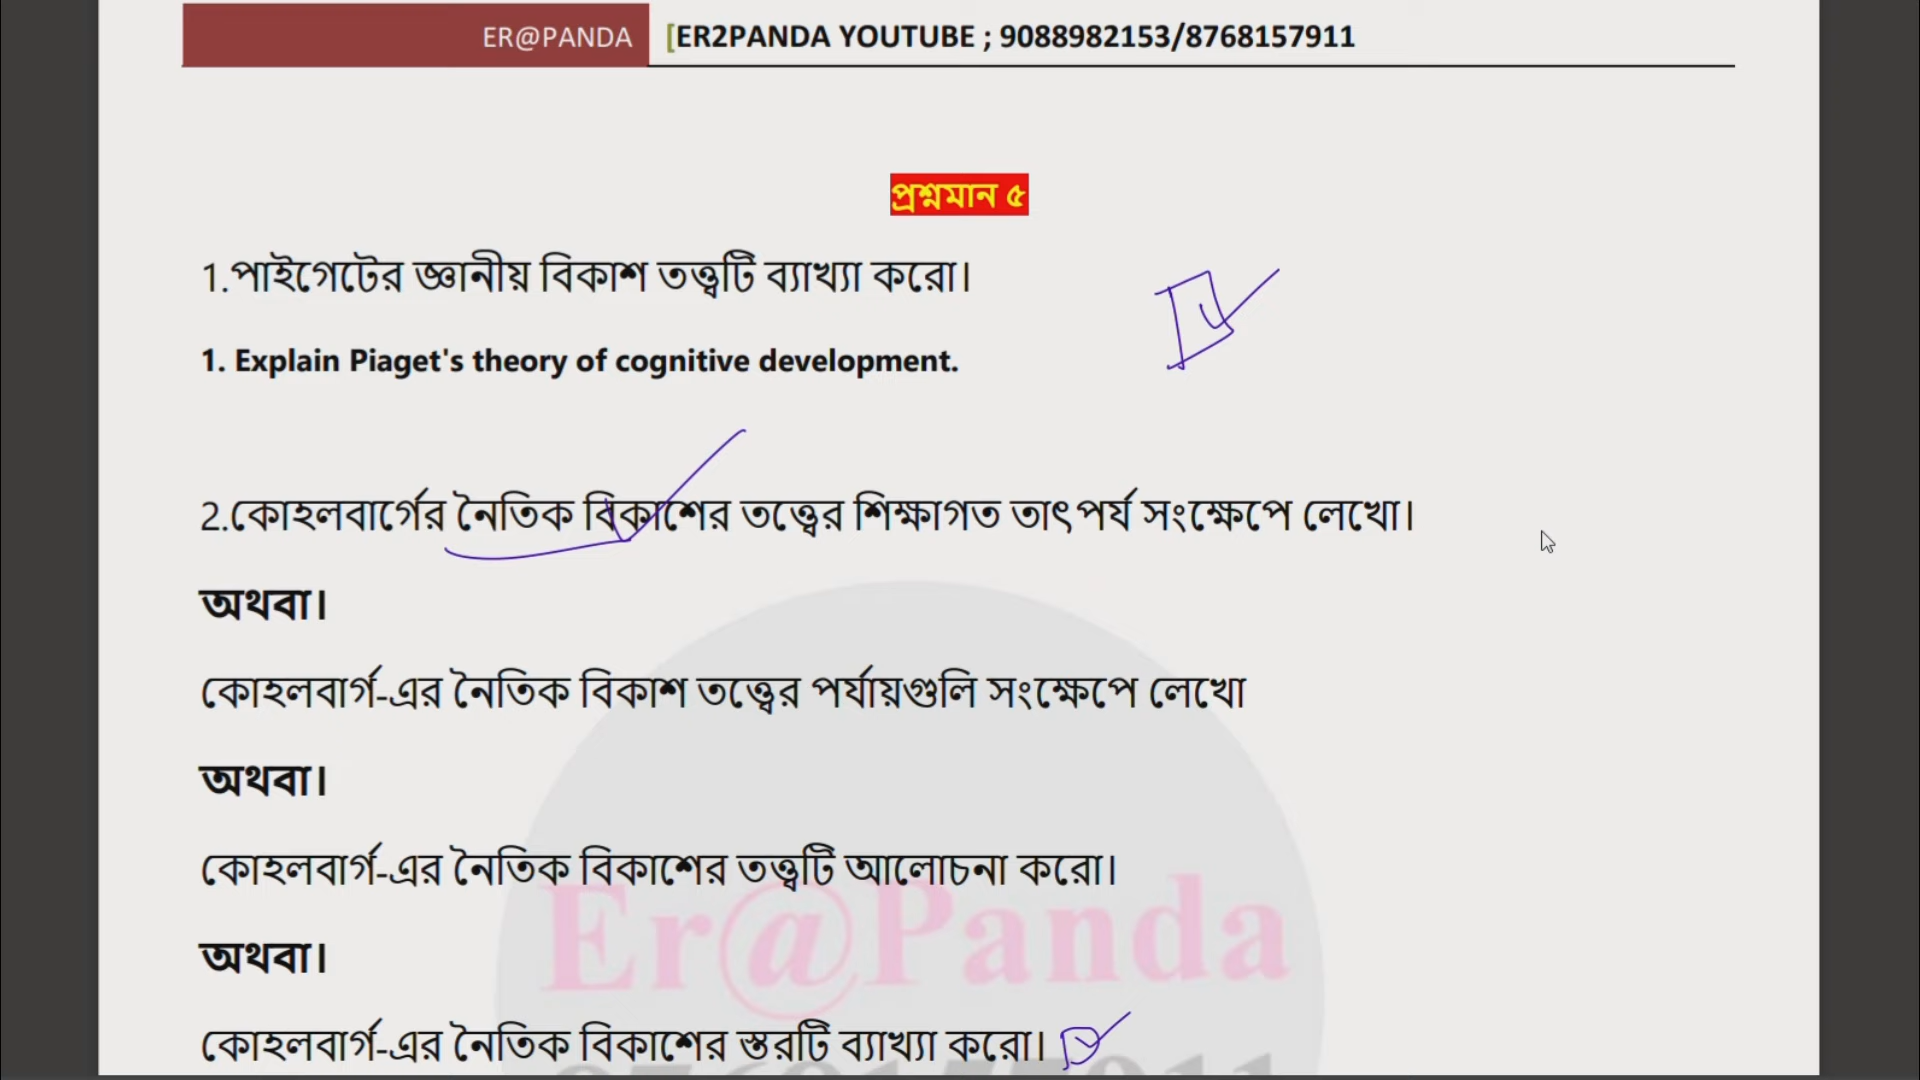 ER@PANDA [ER2PANDA YOUTUBE ; 9088982153/8768157911
প্রশ্নমান ৫
1.পাইগেটের জ্ঞানীয় বিকাশ তত্ত্বটি ব্যাখ্যা করো।
1. Explain Piaget's theory of cognitive development.
2.কোহলবার্গের নৈতিক বিকাশের তত্ত্বের শিক্ষাগত তাৎপর্য সংক্ষেপে লেখো।
অথবা।
কোহলবার্গ-এর নৈতিক বিকাশ তত্ত্বের পর্যায়গুলি সংক্ষেপে লেখো
অথবা।
কোহলবার্গ-এর নৈতিক বিকাশের তত্ত্বটি আলোচনা করো।
Er@Panda
অথবা।
কোহলবার্গ-এর নৈতিক বিকাশের স্তরটি ব্যাখ্যা করো।